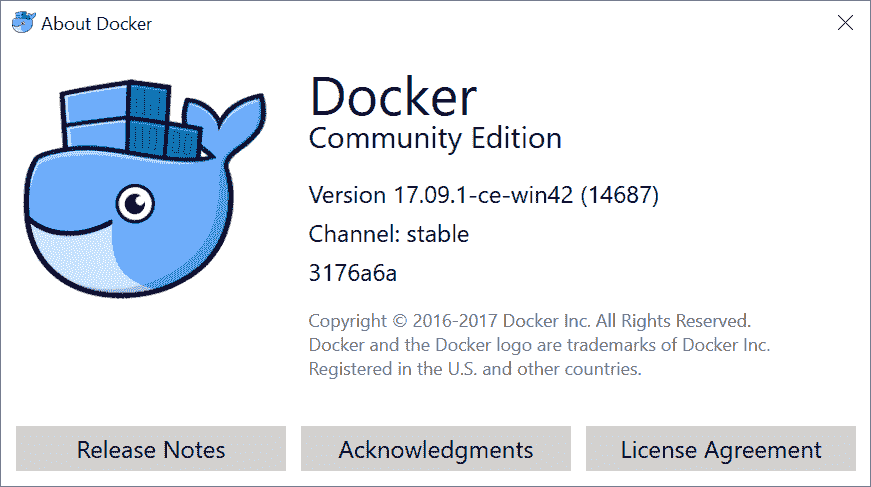 About Docker
Docker
Community Edition
Version 17.09.1-ce-win42 (14687)
Channel: stable
3176a6a
Copyright © 2016-2017 Docker Inc. All Rights Reserved.
Docker and the Docker logo are trademarks of Docker Inc.
Registered in the U.S. and other countries.
Release Notes
Acknowledgments
License Agreement